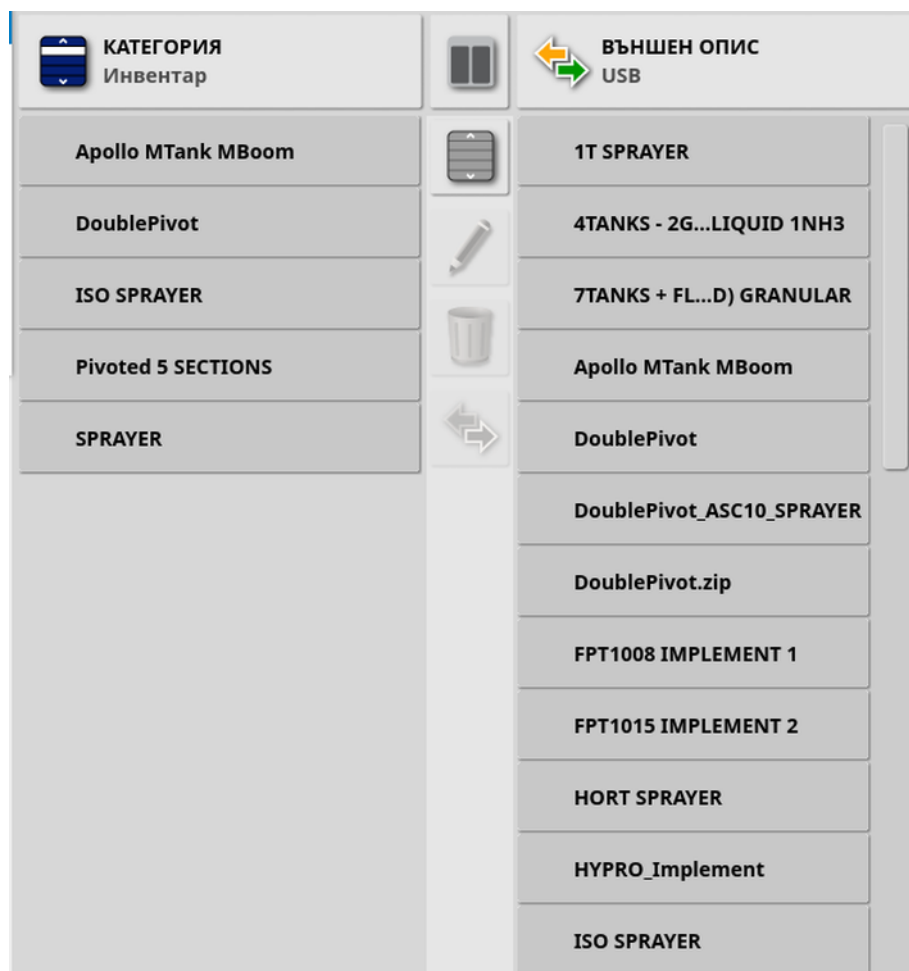 КАТЕГОРИЯ
Инвентар
Apollo MTank MBoom
DoublePivot
ISO SPRAYER
Pivoted 5 SECTIONS
SPRAYER
ВЪНШЕН ОПИС
USB
1T SPRAYER
4TANKS - 2G...LIQUID 1NH3
7TANKS + FL...D) GRANULAR
Apollo MTank MBoom
DoublePivot
DoublePivot_ASC10_SPRAYER
DoublePivot.zip
FPT1008 IMPLEMENT 1
FPT1015 IMPLEMENT 2
HORT SPRAYER
HYPRO_Implement
ISO SPRAYER